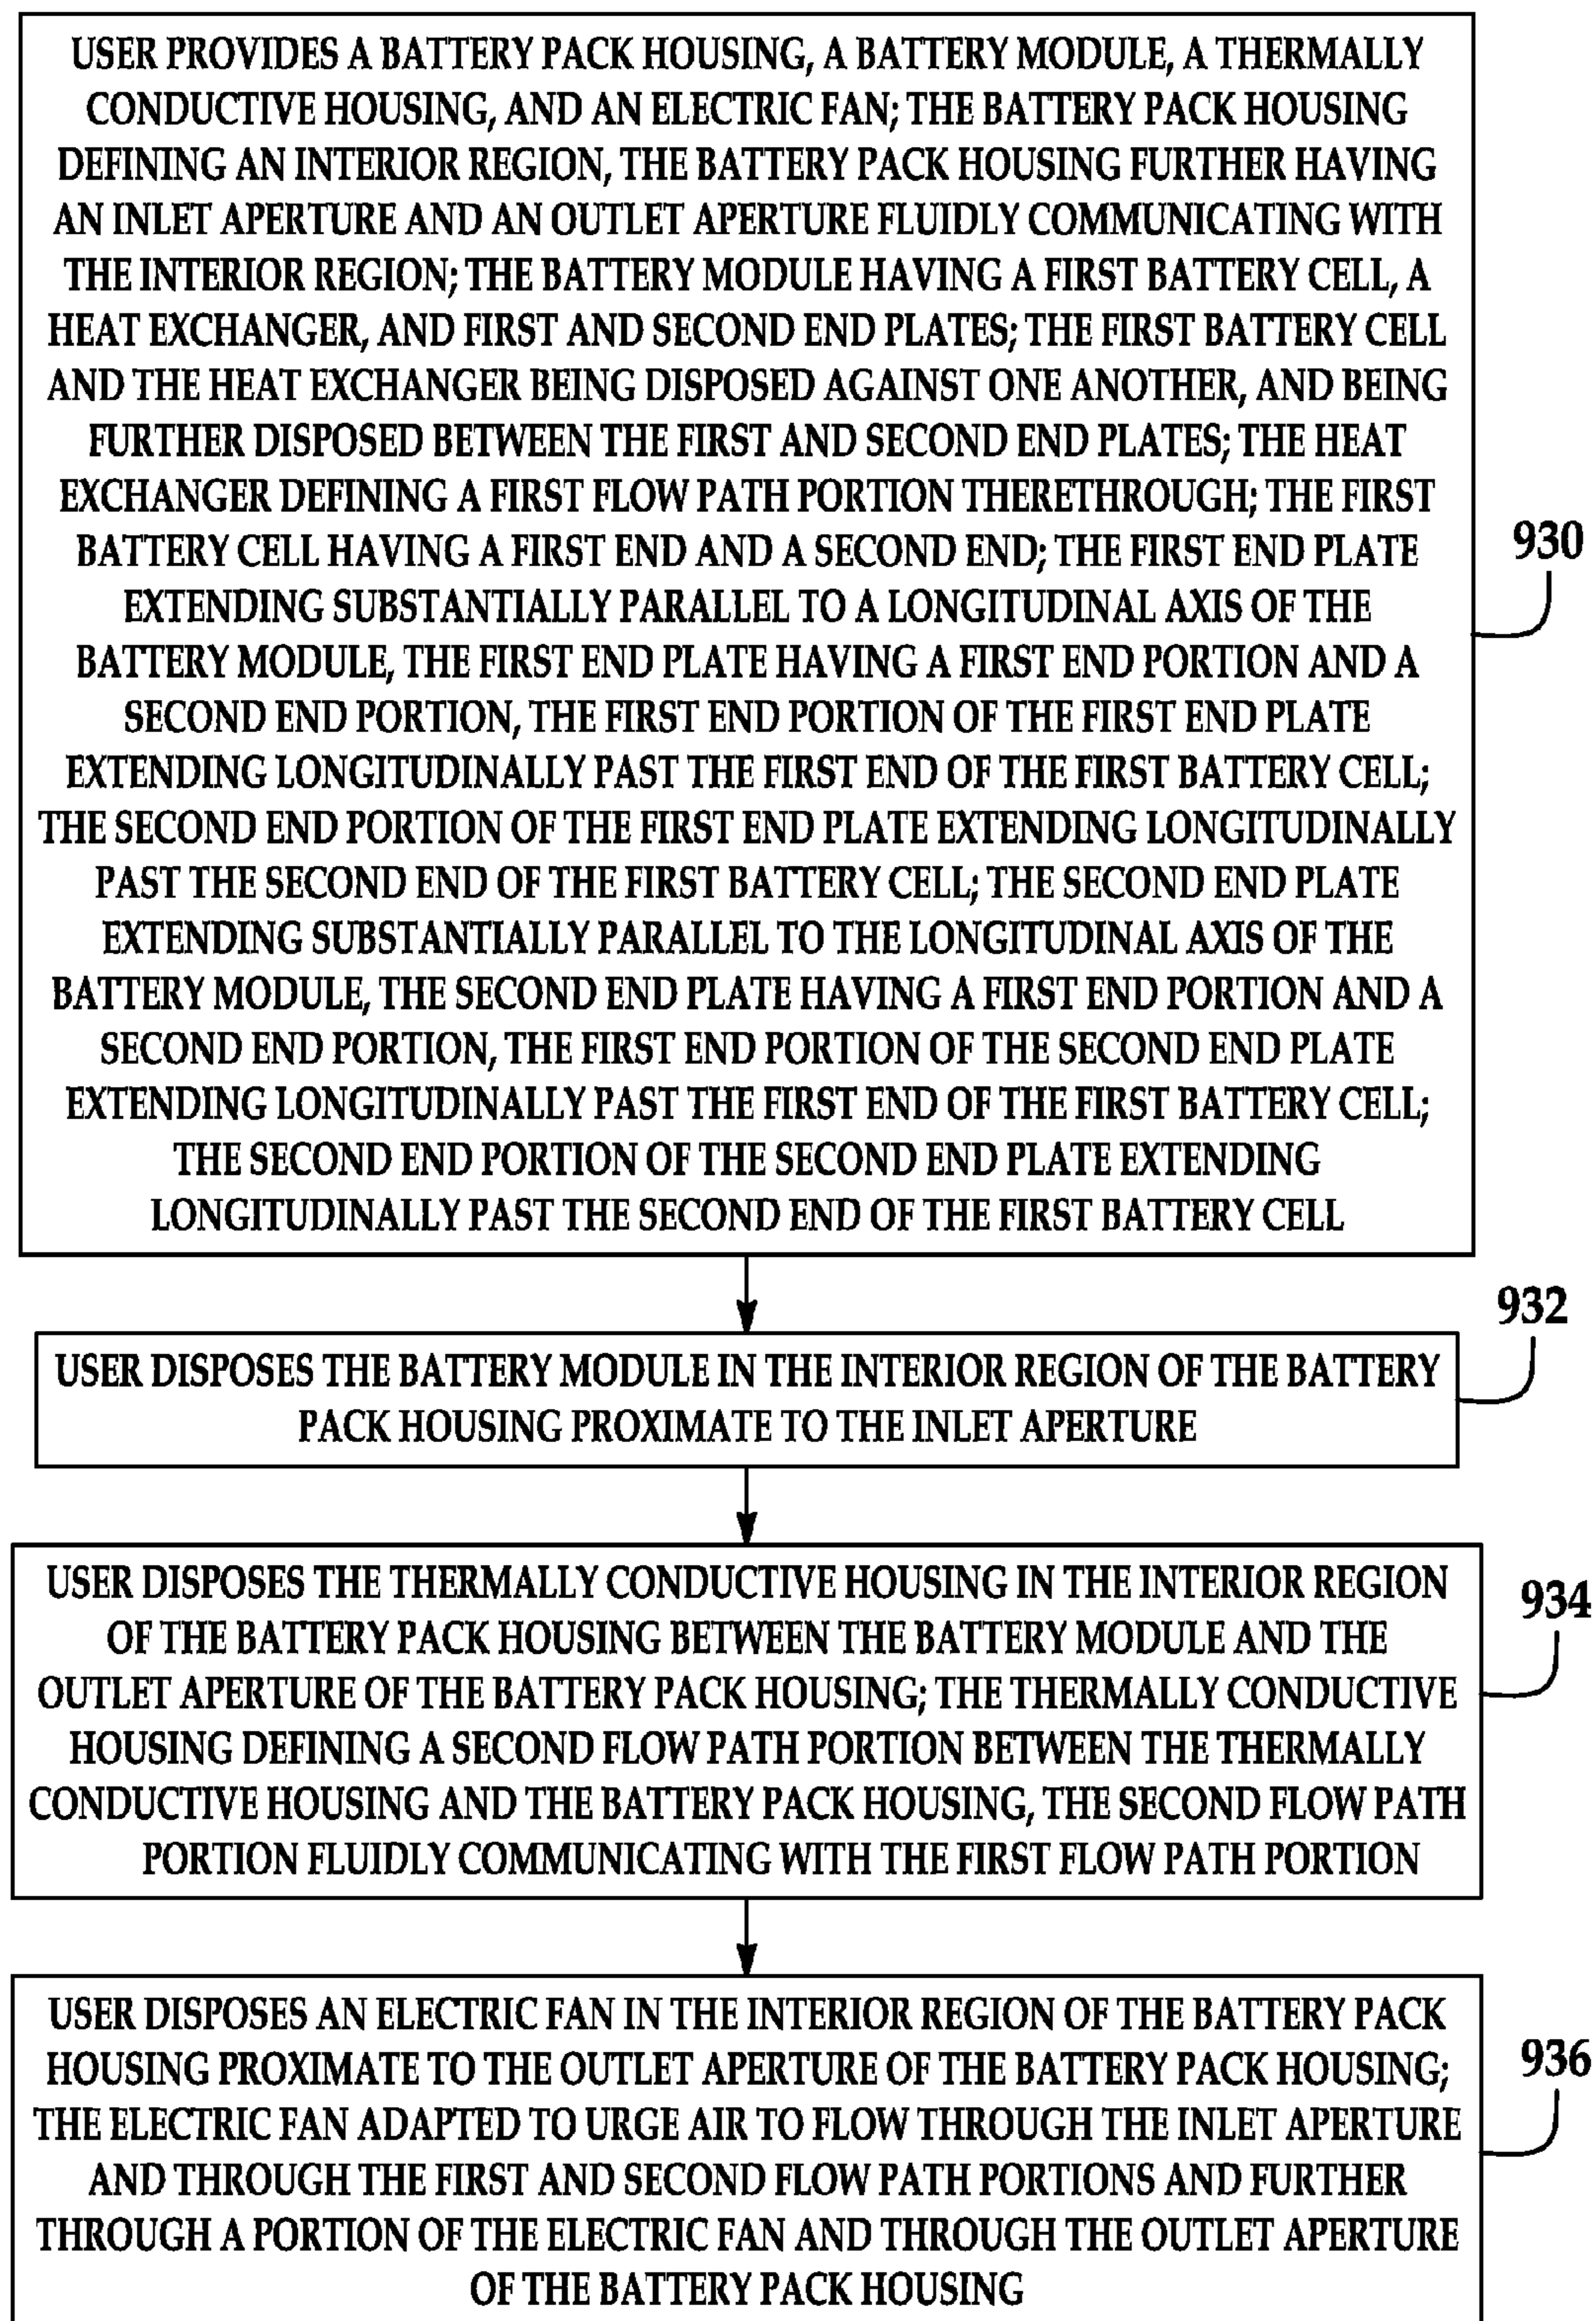 USER PROVIDES A BATTERY PACK HOUSING, A BATTERY MODULE, A THERMALLY
CONDUCTIVE HOUSING, AND AN ELECTRIC FAN; THE BATTERY PACK HOUSING
DEFINING AN INTERIOR REGION, THE BATTERY PACK HOUSING FURTHER HAVING
AN INLET APERTURE AND AN OUTLET APERTURE FLUIDLY COMMUNICATING WITH
THE INTERIOR REGION; THE BATTERY MODULE HAVING A FIRST BATTERY CELL, A
HEAT EXCHANGER, AND FIRST AND SECOND END PLATES; THE FIRST BATTERY CELL
AND THE HEAT EXCHANGER BEING DISPOSED AGAINST ONE ANOTHER, AND BEING
FURTHER DISPOSED BETWEEN THE FIRST AND SECOND END PLATES; THE HEAT
EXCHANGER DEFINING A FIRST FLOW PATH PORTION THERETHROUGH; THE FIRST
BATTERY CELL HAVING A FIRST END AND A SECOND END; THE FIRST END PLATE
EXTENDING SUBSTANTIALLY PARALLEL TO A LONGITUDINAL AXIS OF THE
BATTERY MODULE, THE FIRST END PLATE HAVING A FIRST END PORTION AND A
SECOND END PORTION, THE FIRST END PORTION OF THE FIRST END PLATE
EXTENDING LONGITUDINALLY PAST THE FIRST END OF THE FIRST BATTERY CELL;
THE SECOND END PORTION OF THE FIRST END PLATE EXTENDING LONGITUDINALLY
PAST THE SECOND END OF THE FIRST BATTERY CELL; THE SECOND END PLATE
EXTENDING SUBSTANTIALLY PARALLEL TO THE LONGITUDINAL AXIS OF THE
BATTERY MODULE, THE SECOND END PLATE HAVING A FIRST END PORTION AND A
SECOND END PORTION, THE FIRST END PORTION OF THE SECOND END PLATE
EXTENDING LONGITUDINALLY PAST THE FIRST END OF THE FIRST BATTERY CELL;
THE SECOND END PORTION OF THE SECOND END PLATE EXTENDING
LONGITUDINALLY PAST THE SECOND END OF THE FIRST BATTERY CELL
930
USER DISPOSES THE BATTERY MODULE IN THE INTERIOR REGION OF THE BATTERY
PACK HOUSING PROXIMATE TO THE INLET APERTURE
932
USER DISPOSES THE THERMALLY CONDUCTIVE HOUSING IN THE INTERIOR REGION
OF THE BATTERY PACK HOUSING BETWEEN THE BATTERY MODULE AND THE
OUTLET APERTURE OF THE BATTERY PACK HOUSING; THE THERMALLY CONDUCTIVE
HOUSING DEFINING A SECOND FLOW PATH PORTION BETWEEN THE THERMALLY
CONDUCTIVE HOUSING AND THE BATTERY PACK HOUSING, THE SECOND FLOW PATH
PORTION FLUIDLY COMMUNICATING WITH THE FIRST FLOW PATH PORTION
934
USER DISPOSES AN ELECTRIC FAN IN THE INTERIOR REGION OF THE BATTERY PACK
HOUSING PROXIMATE TO THE OUTLET APERTURE OF THE BATTERY PACK HOUSING;
THE ELECTRIC FAN ADAPTED TO URGE AIR TO FLOW THROUGH THE INLET APERTURE
AND THROUGH THE FIRST AND SECOND FLOW PATH PORTIONS AND FURTHER
THROUGH A PORTION OF THE ELECTRIC FAN AND THROUGH THE OUTLET APERTURE
OF THE BATTERY PACK HOUSING
936